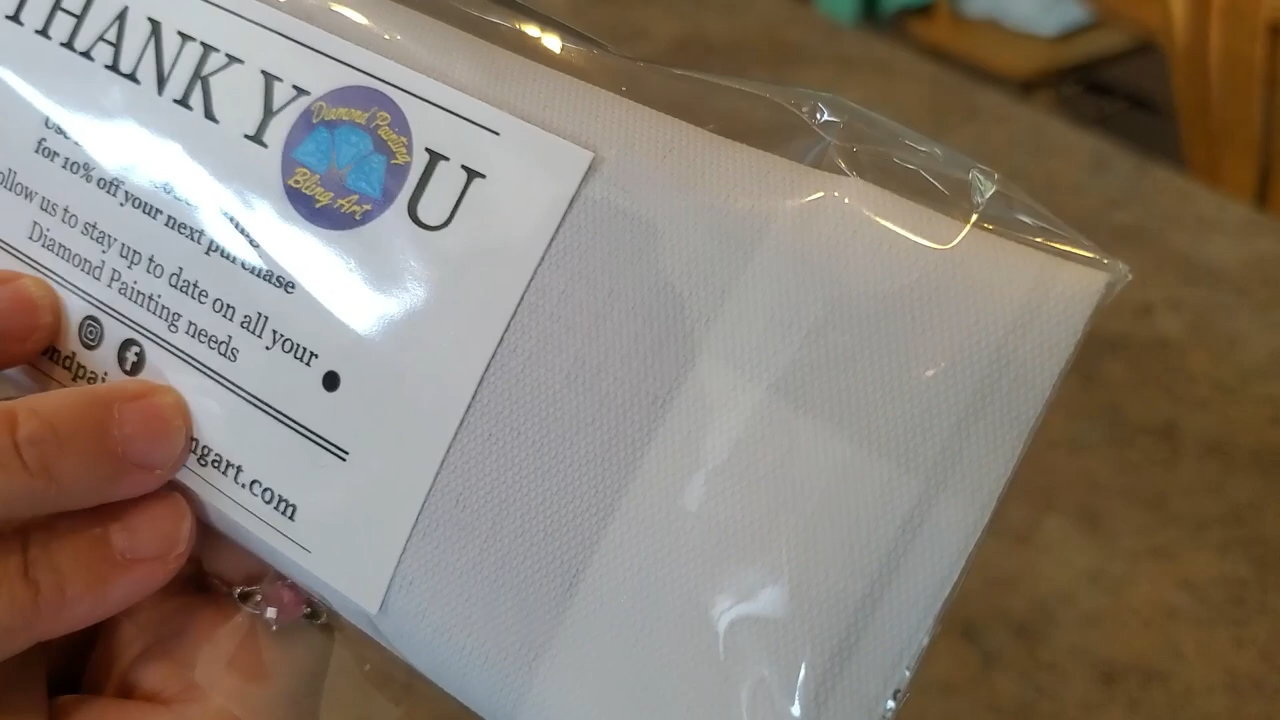 THANK YOU
Diamond Painting
Bling Art
for 10% off your next purchase
ollow us to stay up to date on all your
Diamond Painting needs
ngart.com